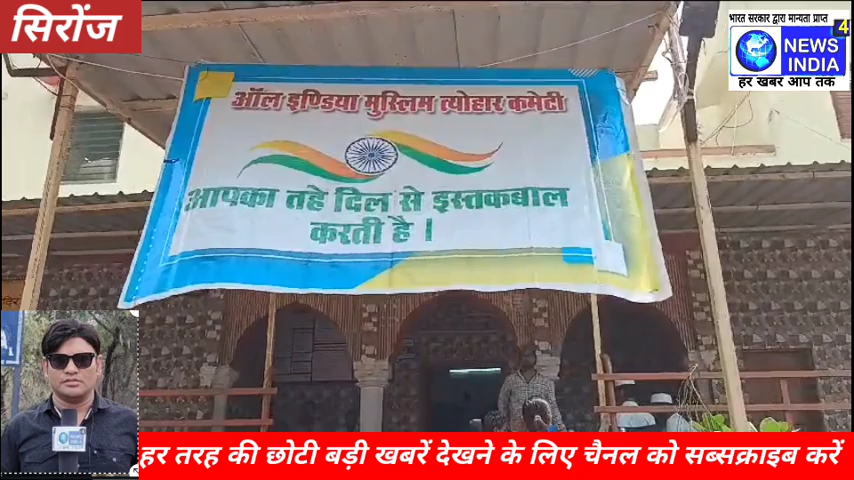 सिरोंज
भारत सरकार द्वारा मान्यता प्राप्त
4
NEWS
INDIA
हर खबर आप तक
ऑल इण्डिया मुस्लिम त्योहार कमेटी
आपका तहे दिल से इस्तकबाल
करती है ।
हर तरह की छोटी बड़ी खबरें देखने के लिए चैनल को सब्सक्राइब करें